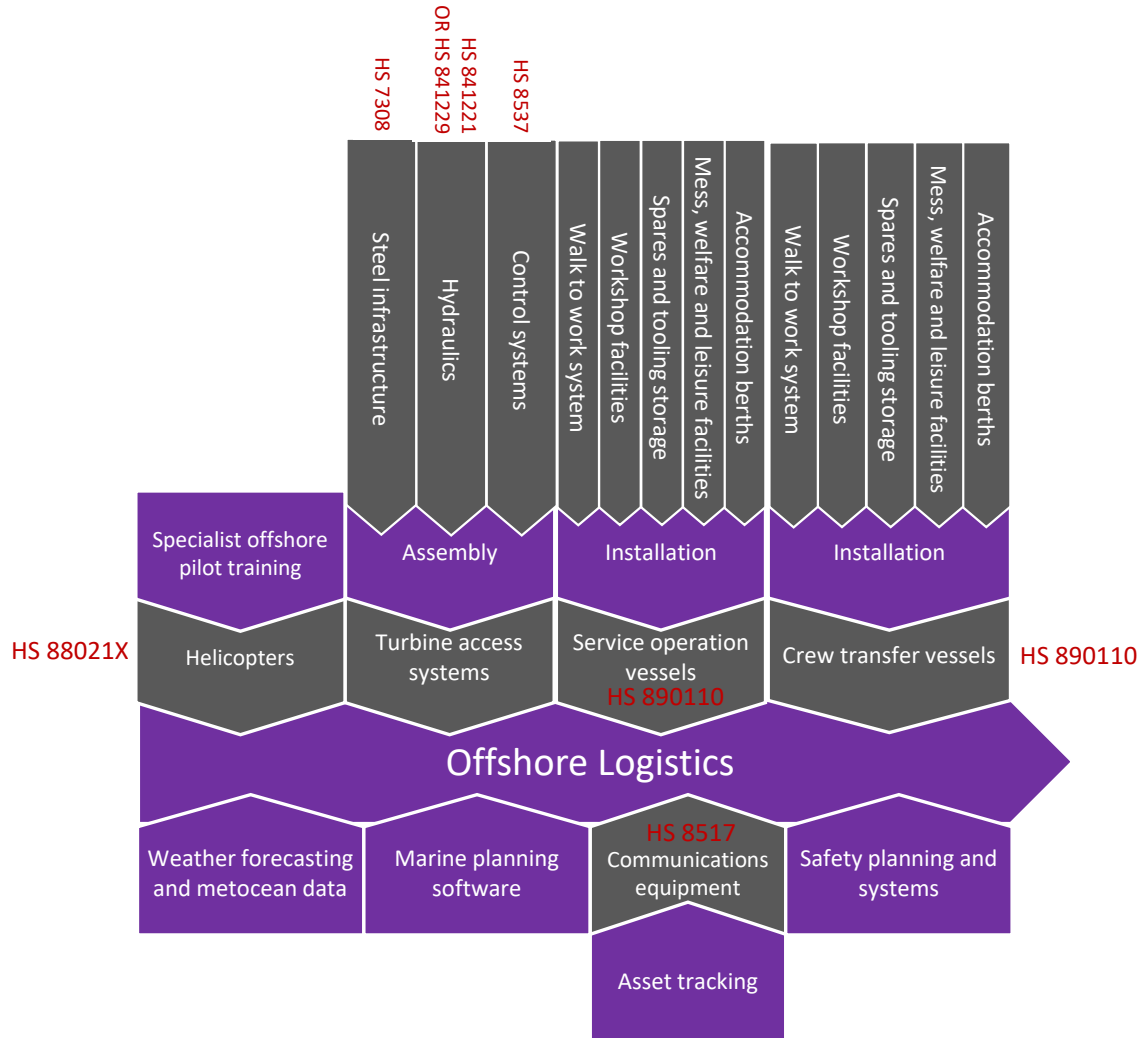 HS 7308
HS 841221
OR HS 841229
HS 8537
Steel infrastructure
Hydraulics
Control systems
Walk to work system
Workshop facilities
Spares and tooling storage
Mess, welfare and leisure facilities
Accommodation berths
Walk to work system
Workshop facilities
Spares and tooling storage
Mess, welfare and leisure facilities
Accommodation berths
Specialist offshore
pilot training
Assembly
Installation
Installation
HS 88021X
Helicopters
Turbine access
systems
Service operation
vessels
HS 890110
Crew transfer vessels
HS 890110
Offshore Logistics
Weather forecasting
and metocean data
Marine planning
software
HS 8517
Communications
equipment
Safety planning and
systems
Asset tracking